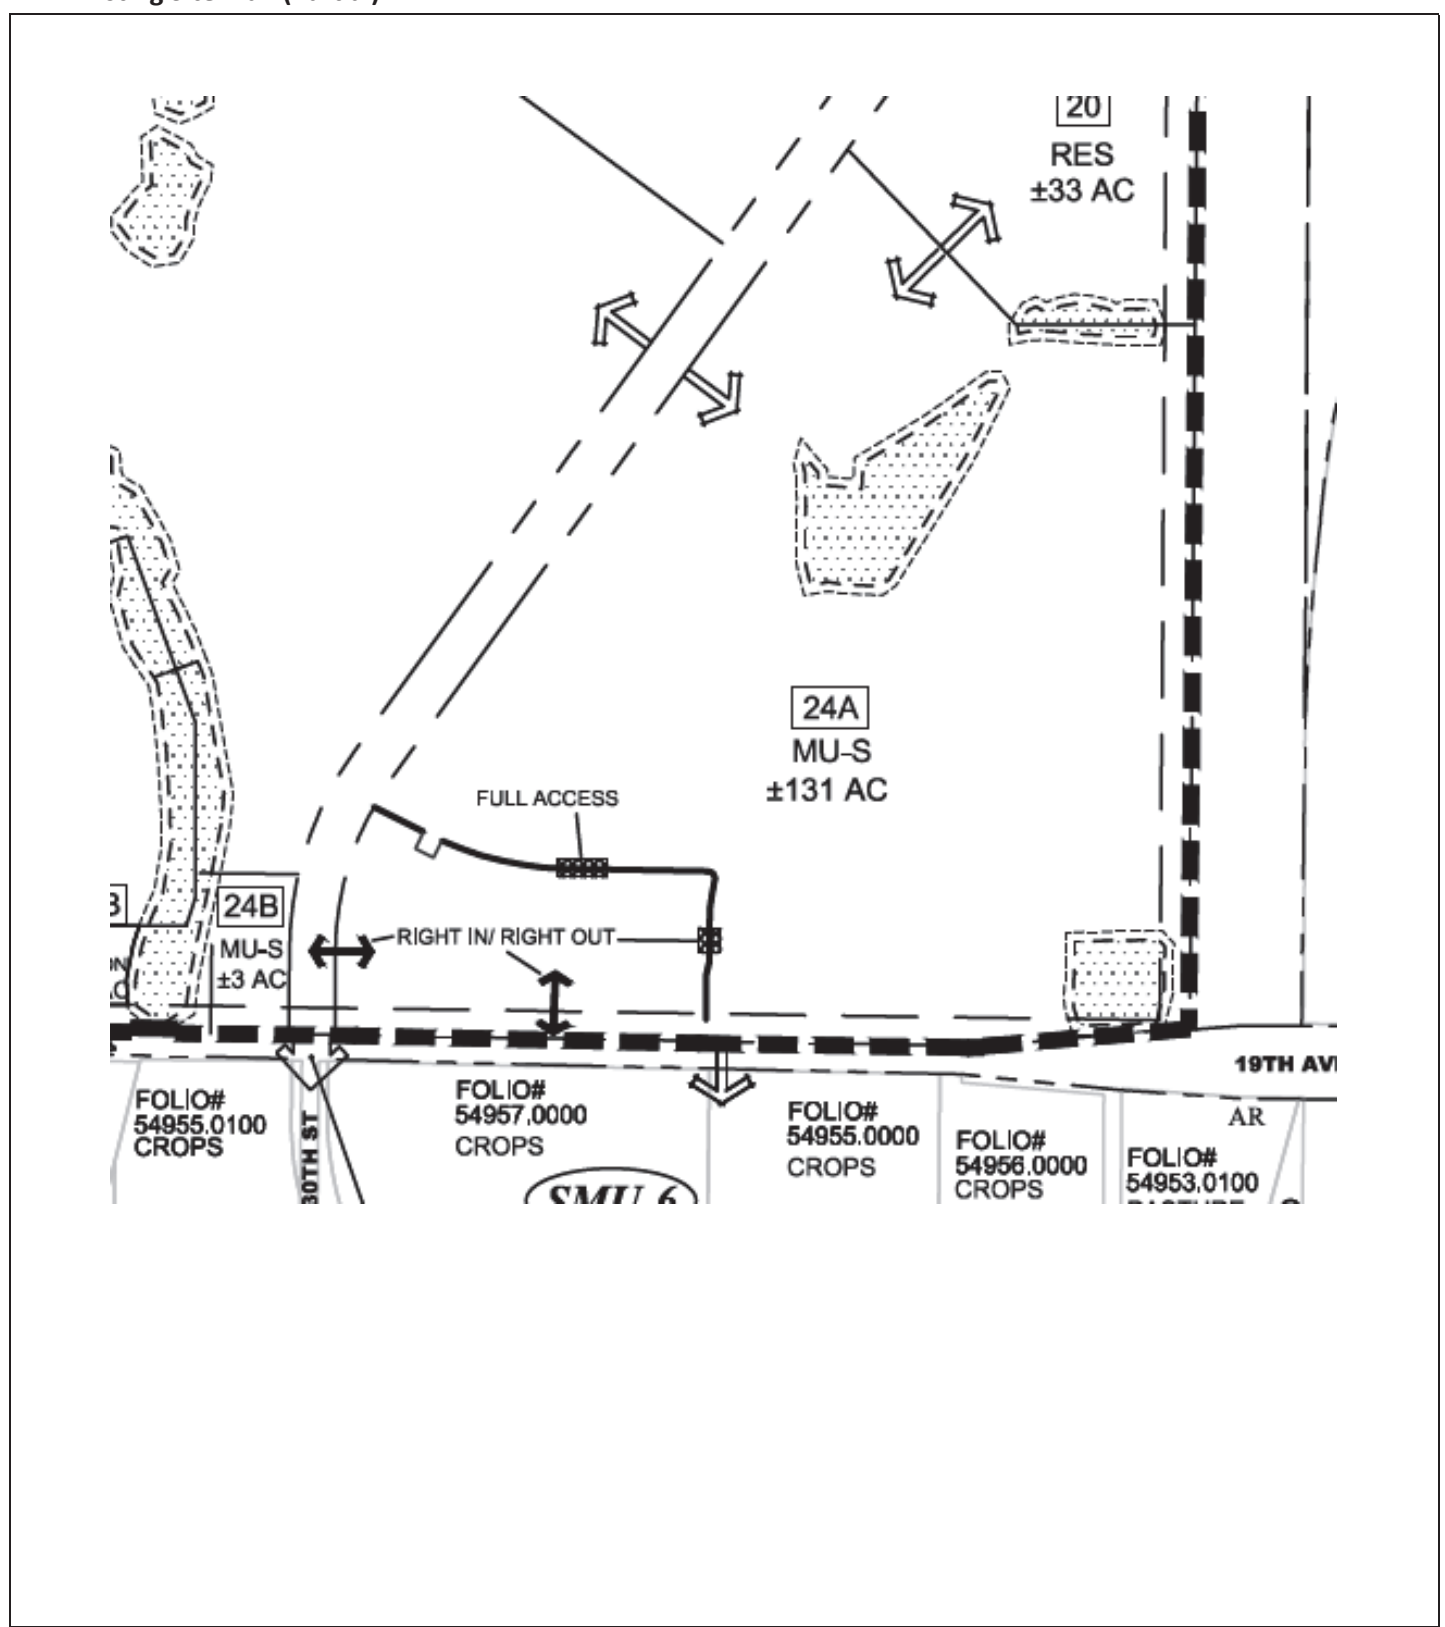 20
RES
±33 AC
24A
MU-S
±131 AC
FULL ACCESS
24B
MU-S
±3 AC
RIGHT IN/ RIGHT OUT
19TH AV
AR
FOLIO#
54955.0100
CROPS
30TH ST
FOLIO#
54957.0000
CROPS
SMU 6
FOLIO#
54955.0000
CROPS
FOLIO#
54956.0000
CROPS
FOLIO#
54953.0100